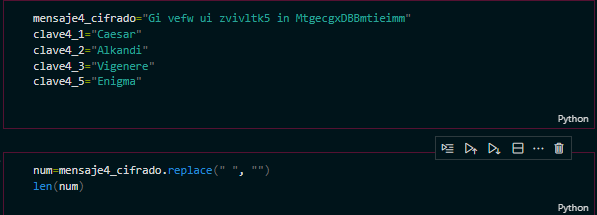 mensaje4_cifrado="Gi vefw ui zvivltk5 in MtgecgxDBBmtieimm"
clave4_1="Caesar"
clave4_2="Alkandi"
clave4_3="Vigenere"
clave4_5="Enigma"
Python
num=mensaje4_cifrado.replace(" ", "")
len(num)
Python